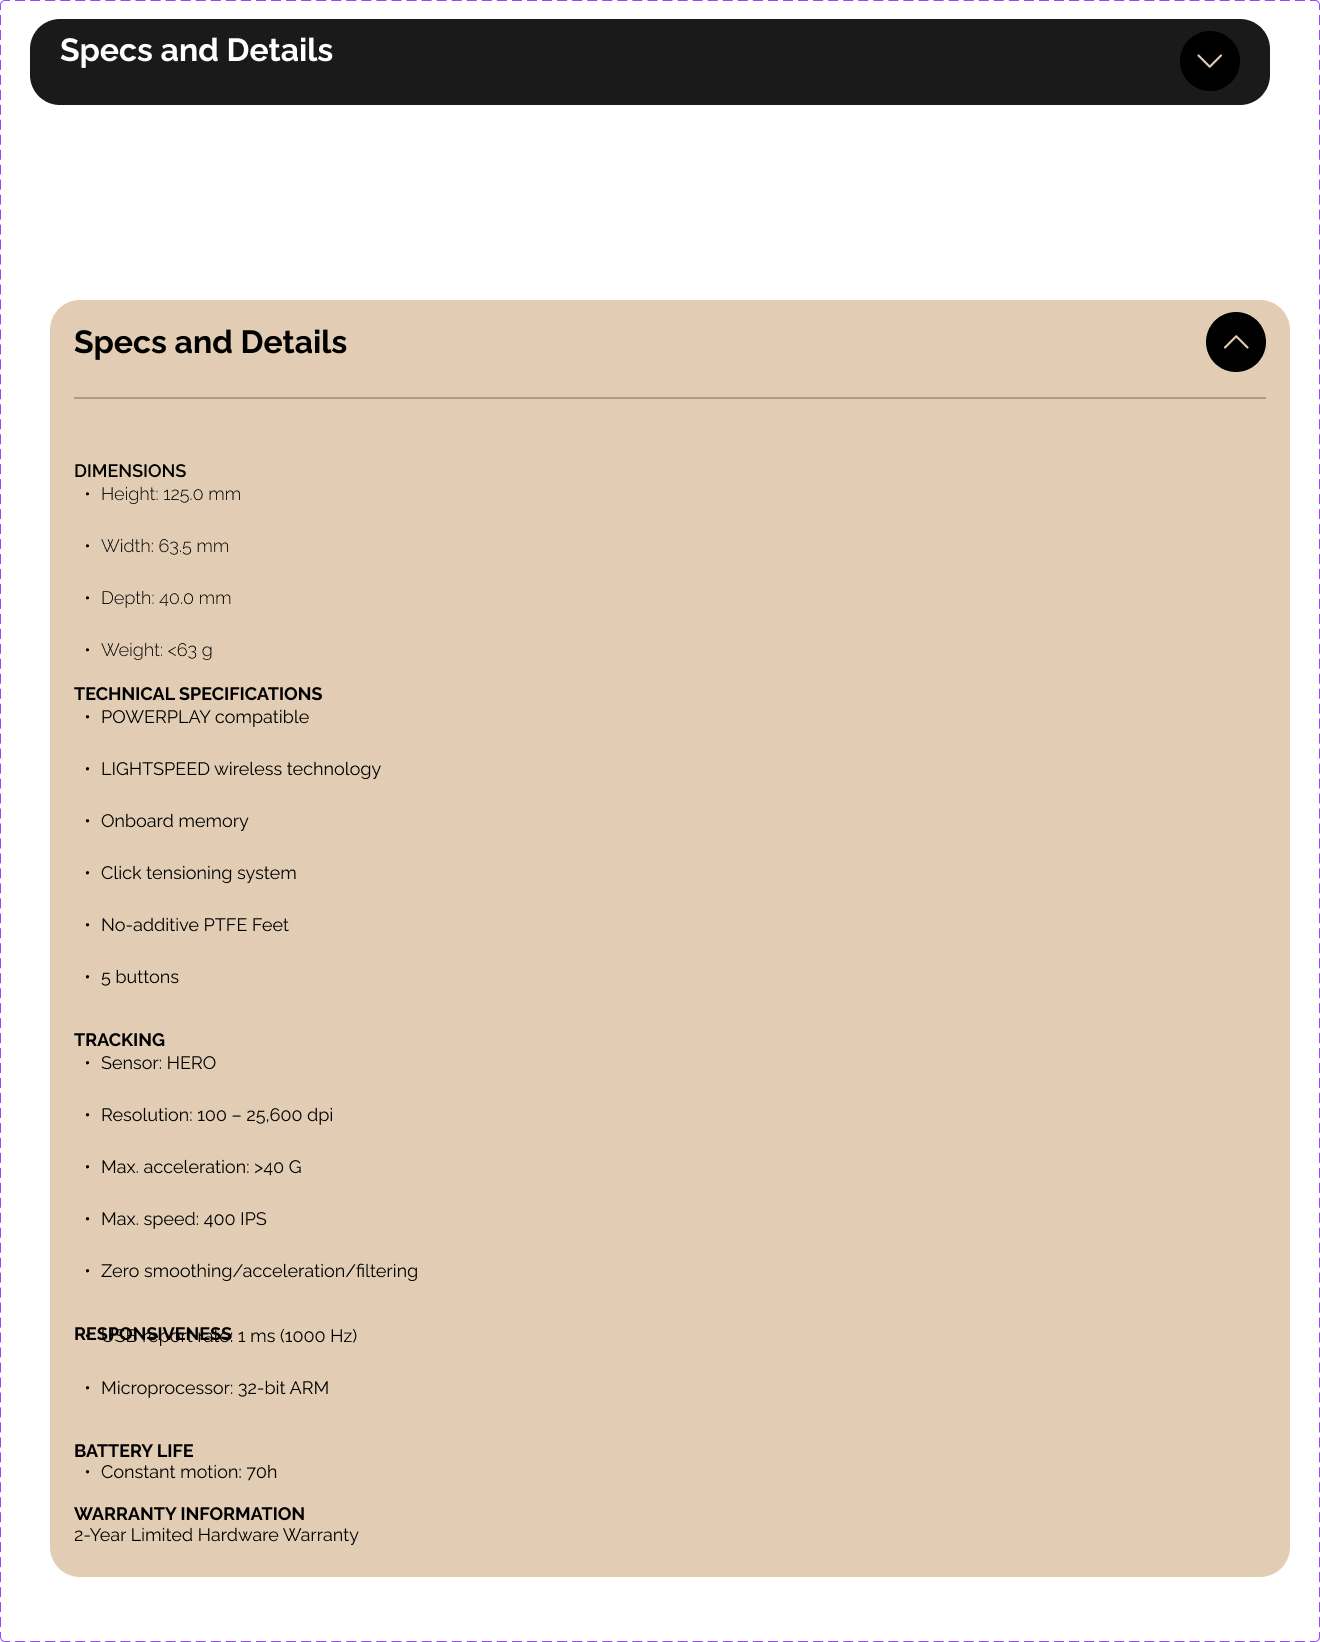 Specs and Details
Specs and Details
DIMENSIONS
• Height: 125.0 mm
• Width: 63.5 mm
• Depth: 40.0 mm
• Weight: <63 g
TECHNICAL SPECIFICATIONS
• POWERPLAY compatible
• LIGHTSPEED wireless technology
• Onboard memory
• Click tensioning system
• No-additive PTFE Feet
• 5 buttons
TRACKING
• Sensor: HERO
• Resolution: 100 – 25,600 dpi
• Max. acceleration: >40 G
• Max. speed: 400 IPS
• Zero smoothing/acceleration/filtering
RESPONSIVENESS
• USB report rate: 1 ms (1000 Hz)
• Microprocessor: 32-bit ARM
BATTERY LIFE
• Constant motion: 70h
WARRANTY INFORMATION
2-Year Limited Hardware Warranty